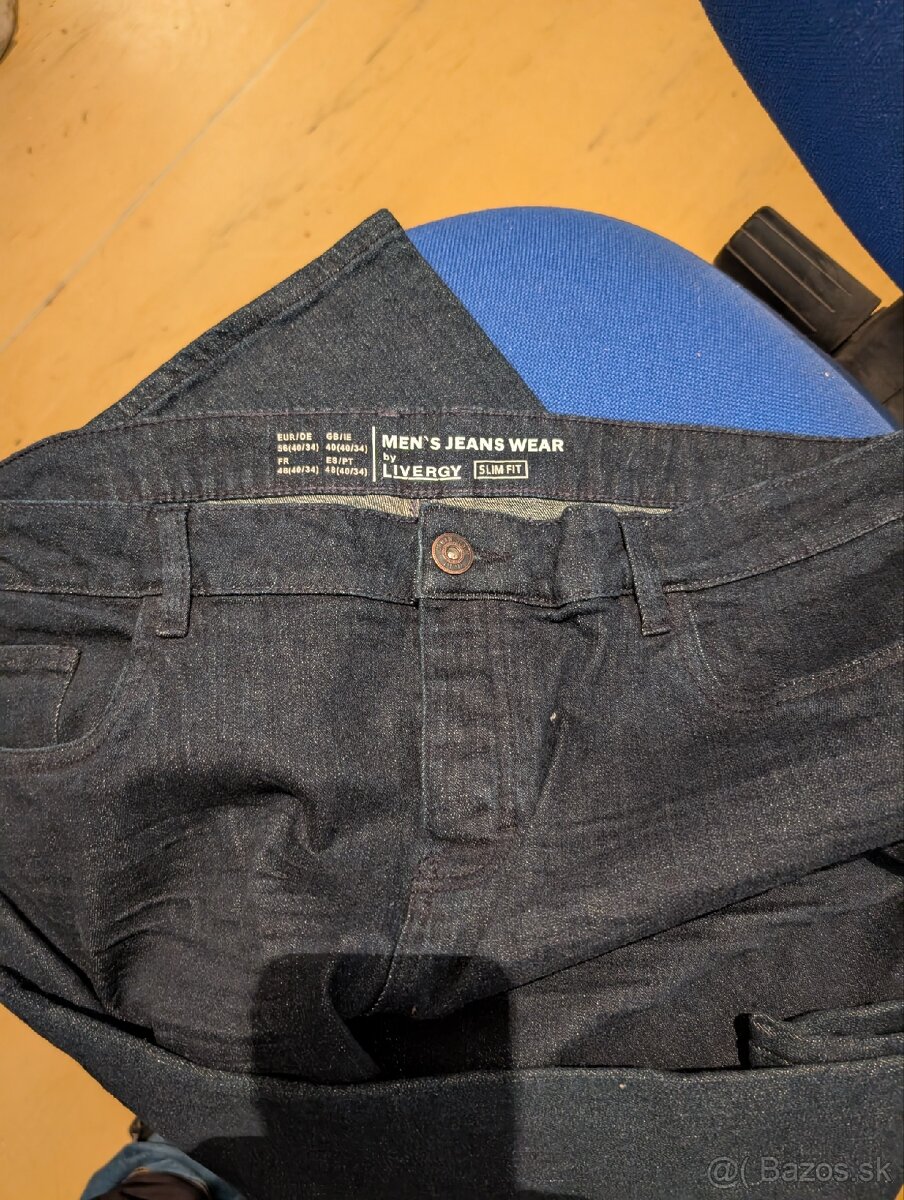 EUR/DE GB/IE
56(40/34) 40(40/34)
FR ES/PT
48(40/34) 48(40/34)
MEN`S JEANS WEAR
by
LIVERGY SLIM FIT
@( Bazos.sk